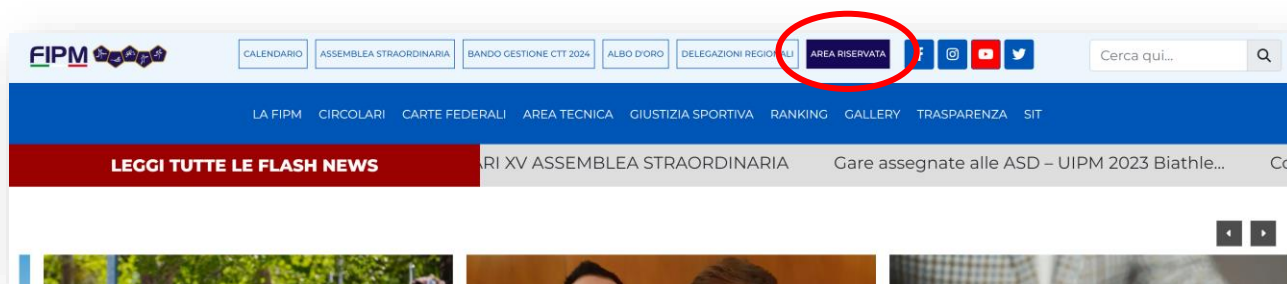 FIPM
CALENDARIO ASSEMBLEA STRAORDINARIA BANDO GESTIONE CTT 2024 ALBO D'ORO DELEGAZIONI REGIONALI AREA RISERVATA Cerca qui...
LA FIPM CIRCOLARI CARTE FEDERALI AREA TECNICA GIUSTIZIA SPORTIVA RANKING GALLERY TRASPARENZA SIT
LEGGI TUTTE LE FLASH NEWS ARI XV ASSEMBLEA STRAORDINARIA Gare assegnate alle ASD – UIPM 2023 Biathle... Co